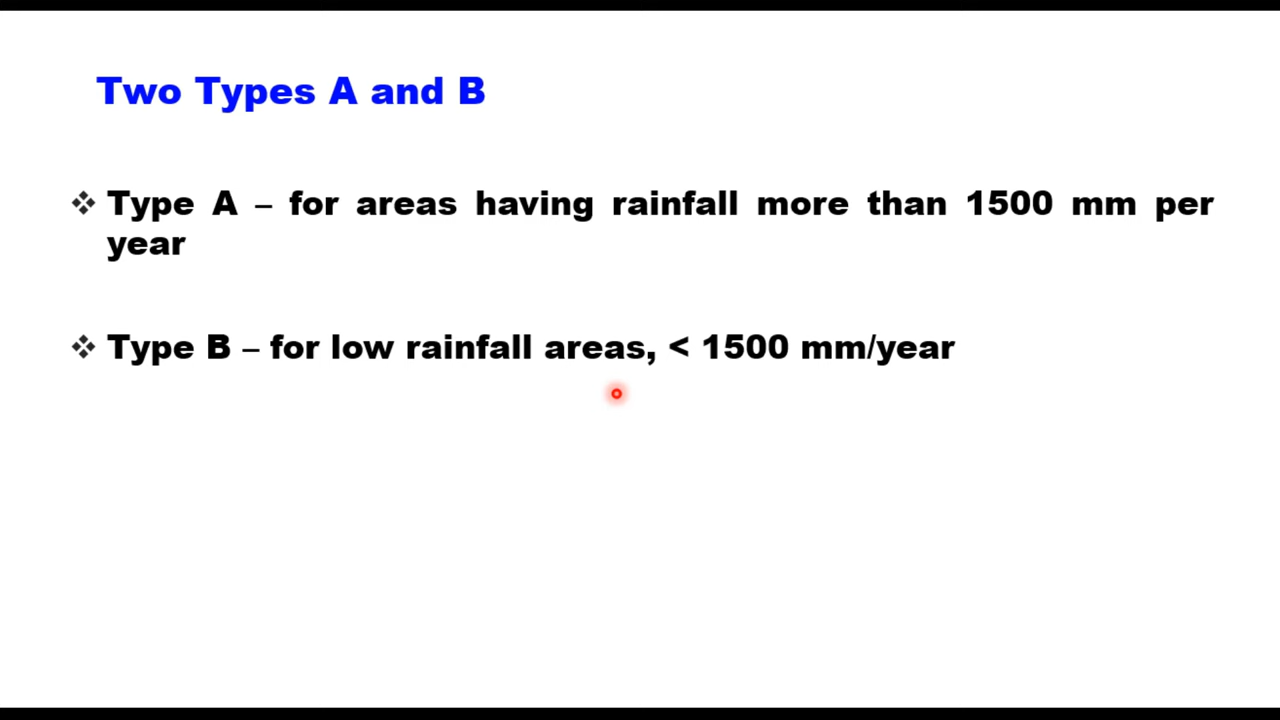 Two Types A and B
❖ Type A – for areas having rainfall more than 1500 mm per
year
❖ Type B – for low rainfall areas, < 1500 mm/year